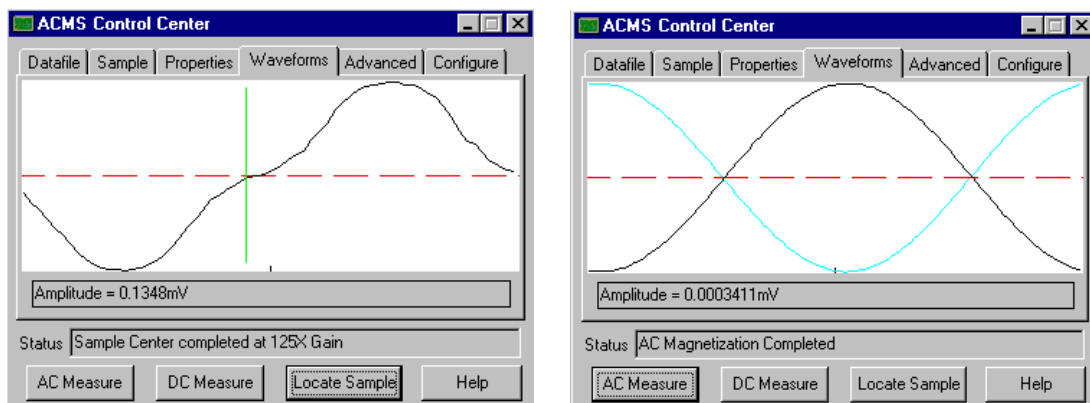 ACMS Control Center
Datafile Sample Properties Waveforms Advanced Configure
Amplitude = 0.1348mV
Status Sample Center completed at 125X Gain
AC Measure DC Measure Locate Sample Help
ACMS Control Center
Datafile Sample Properties Waveforms Advanced Configure
Amplitude = 0.0003411mV
Status AC Magnetization Completed
AC Measure DC Measure Locate Sample Help